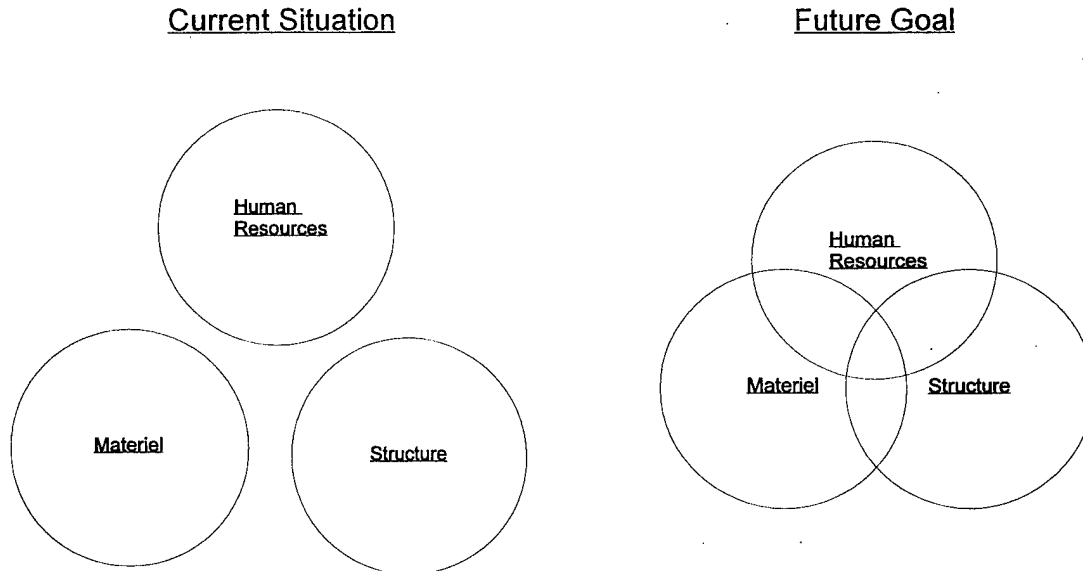 Current Situation
Future Goal
Human
Resources
Materiel
Structure
Human
Resources
Materiel
Structure